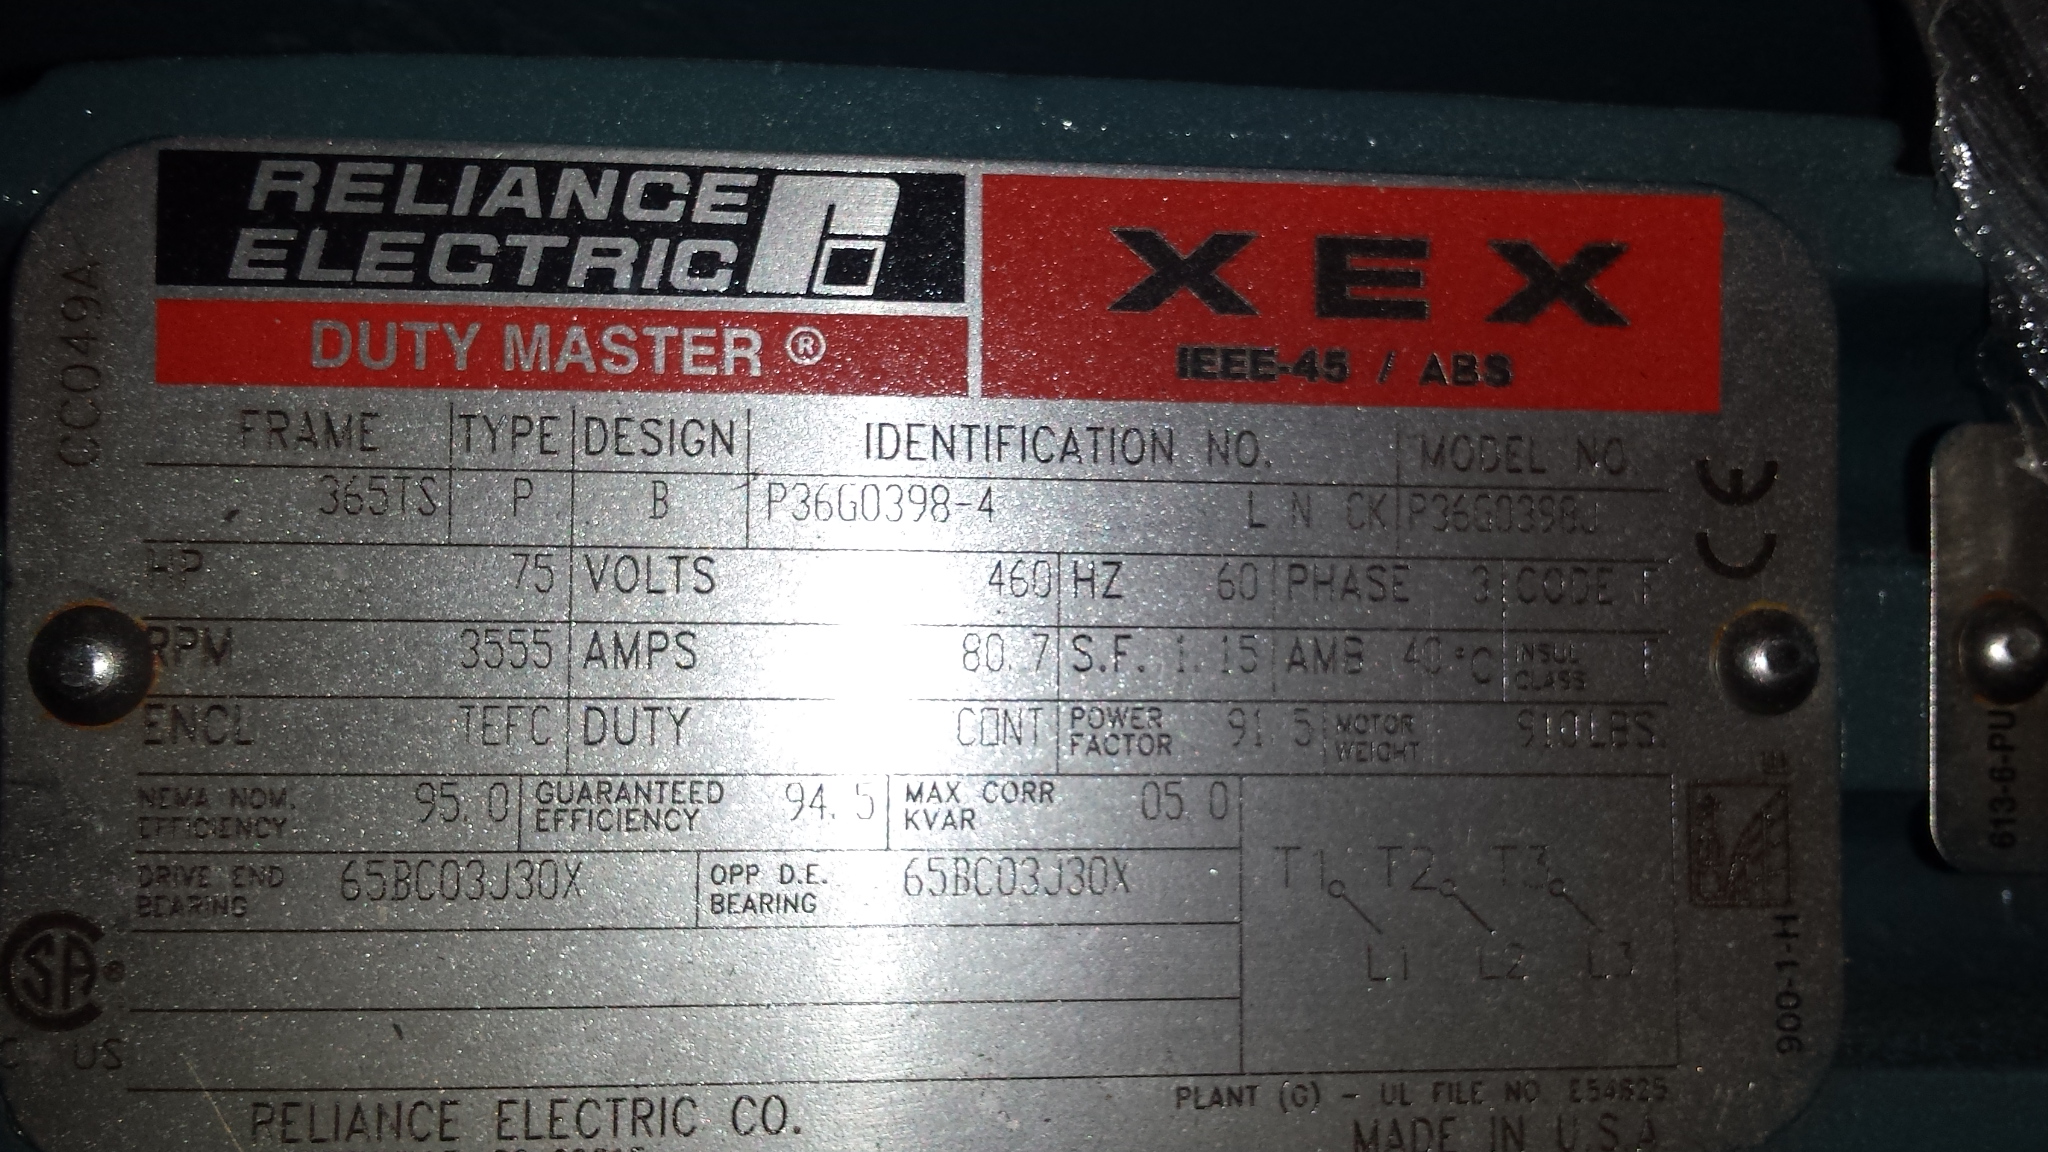 RELIANCE
ELECTRIC
DUTY MASTER ®
XEX
IEEE-45 / ABS
CC049A
FRAME TYPE DESIGN IDENTIFICATION NO. MODEL NO.
365TS P B P36G0398-4 L N CK P36G0398J
HP 75 VOLTS 460 HZ 60 PHASE 3 CODE F
RPM 3555 AMPS 80.7 S.F. 1.15 AMB 40°C INSUL CLASS F
ENCL TEFC DUTY CONT POWER FACTOR 91 5 MOTOR WEIGHT 910LBS.
NEMA NOM. EFFICIENCY 95.0 GUARANTEED EFFICIENCY 94.5 MAX CORR KVAR 05 0
DRIVE END BEARING 65BC03J30X OPP D.E. BEARING 65BC03J30X
T1 T2 T3
L1 L2 L3
CE
SA ®
C US
E
900-1-H
613-6-PU
PLANT (G) - UL FILE NO E54825
RELIANCE ELECTRIC CO.
MADE IN U.S.A